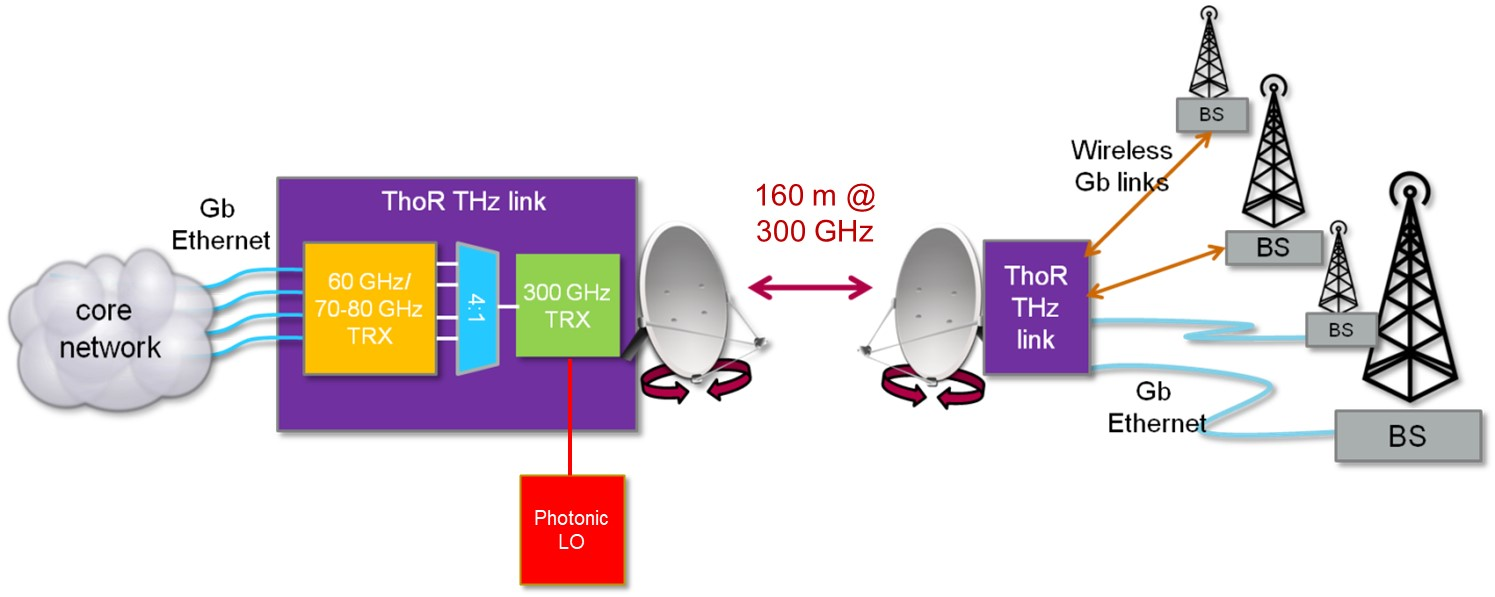 core
network
Gb
Ethernet
ThoR THz link
60 GHz/
70-80 GHz
TRX
4:1
300 GHz
TRX
Photonic
LO
160 m @
300 GHz
ThoR
THz
link
Wireless
Gb links
Gb
Ethernet
BS
BS
BS
BS